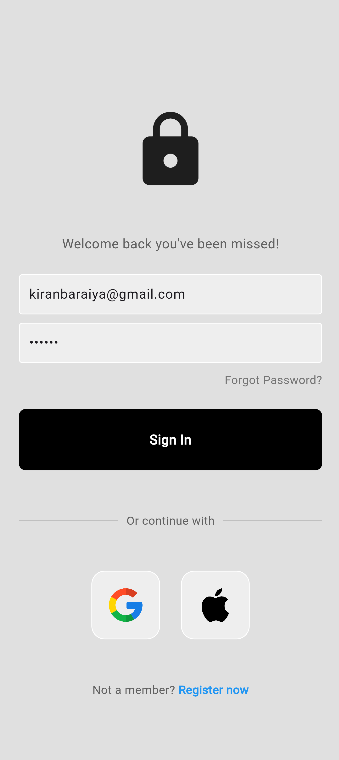 Welcome back you've been missed!
kiranbaraiya@gmail.com
••••••
Forgot Password?
Sign In
Or continue with
Not a member? Register now